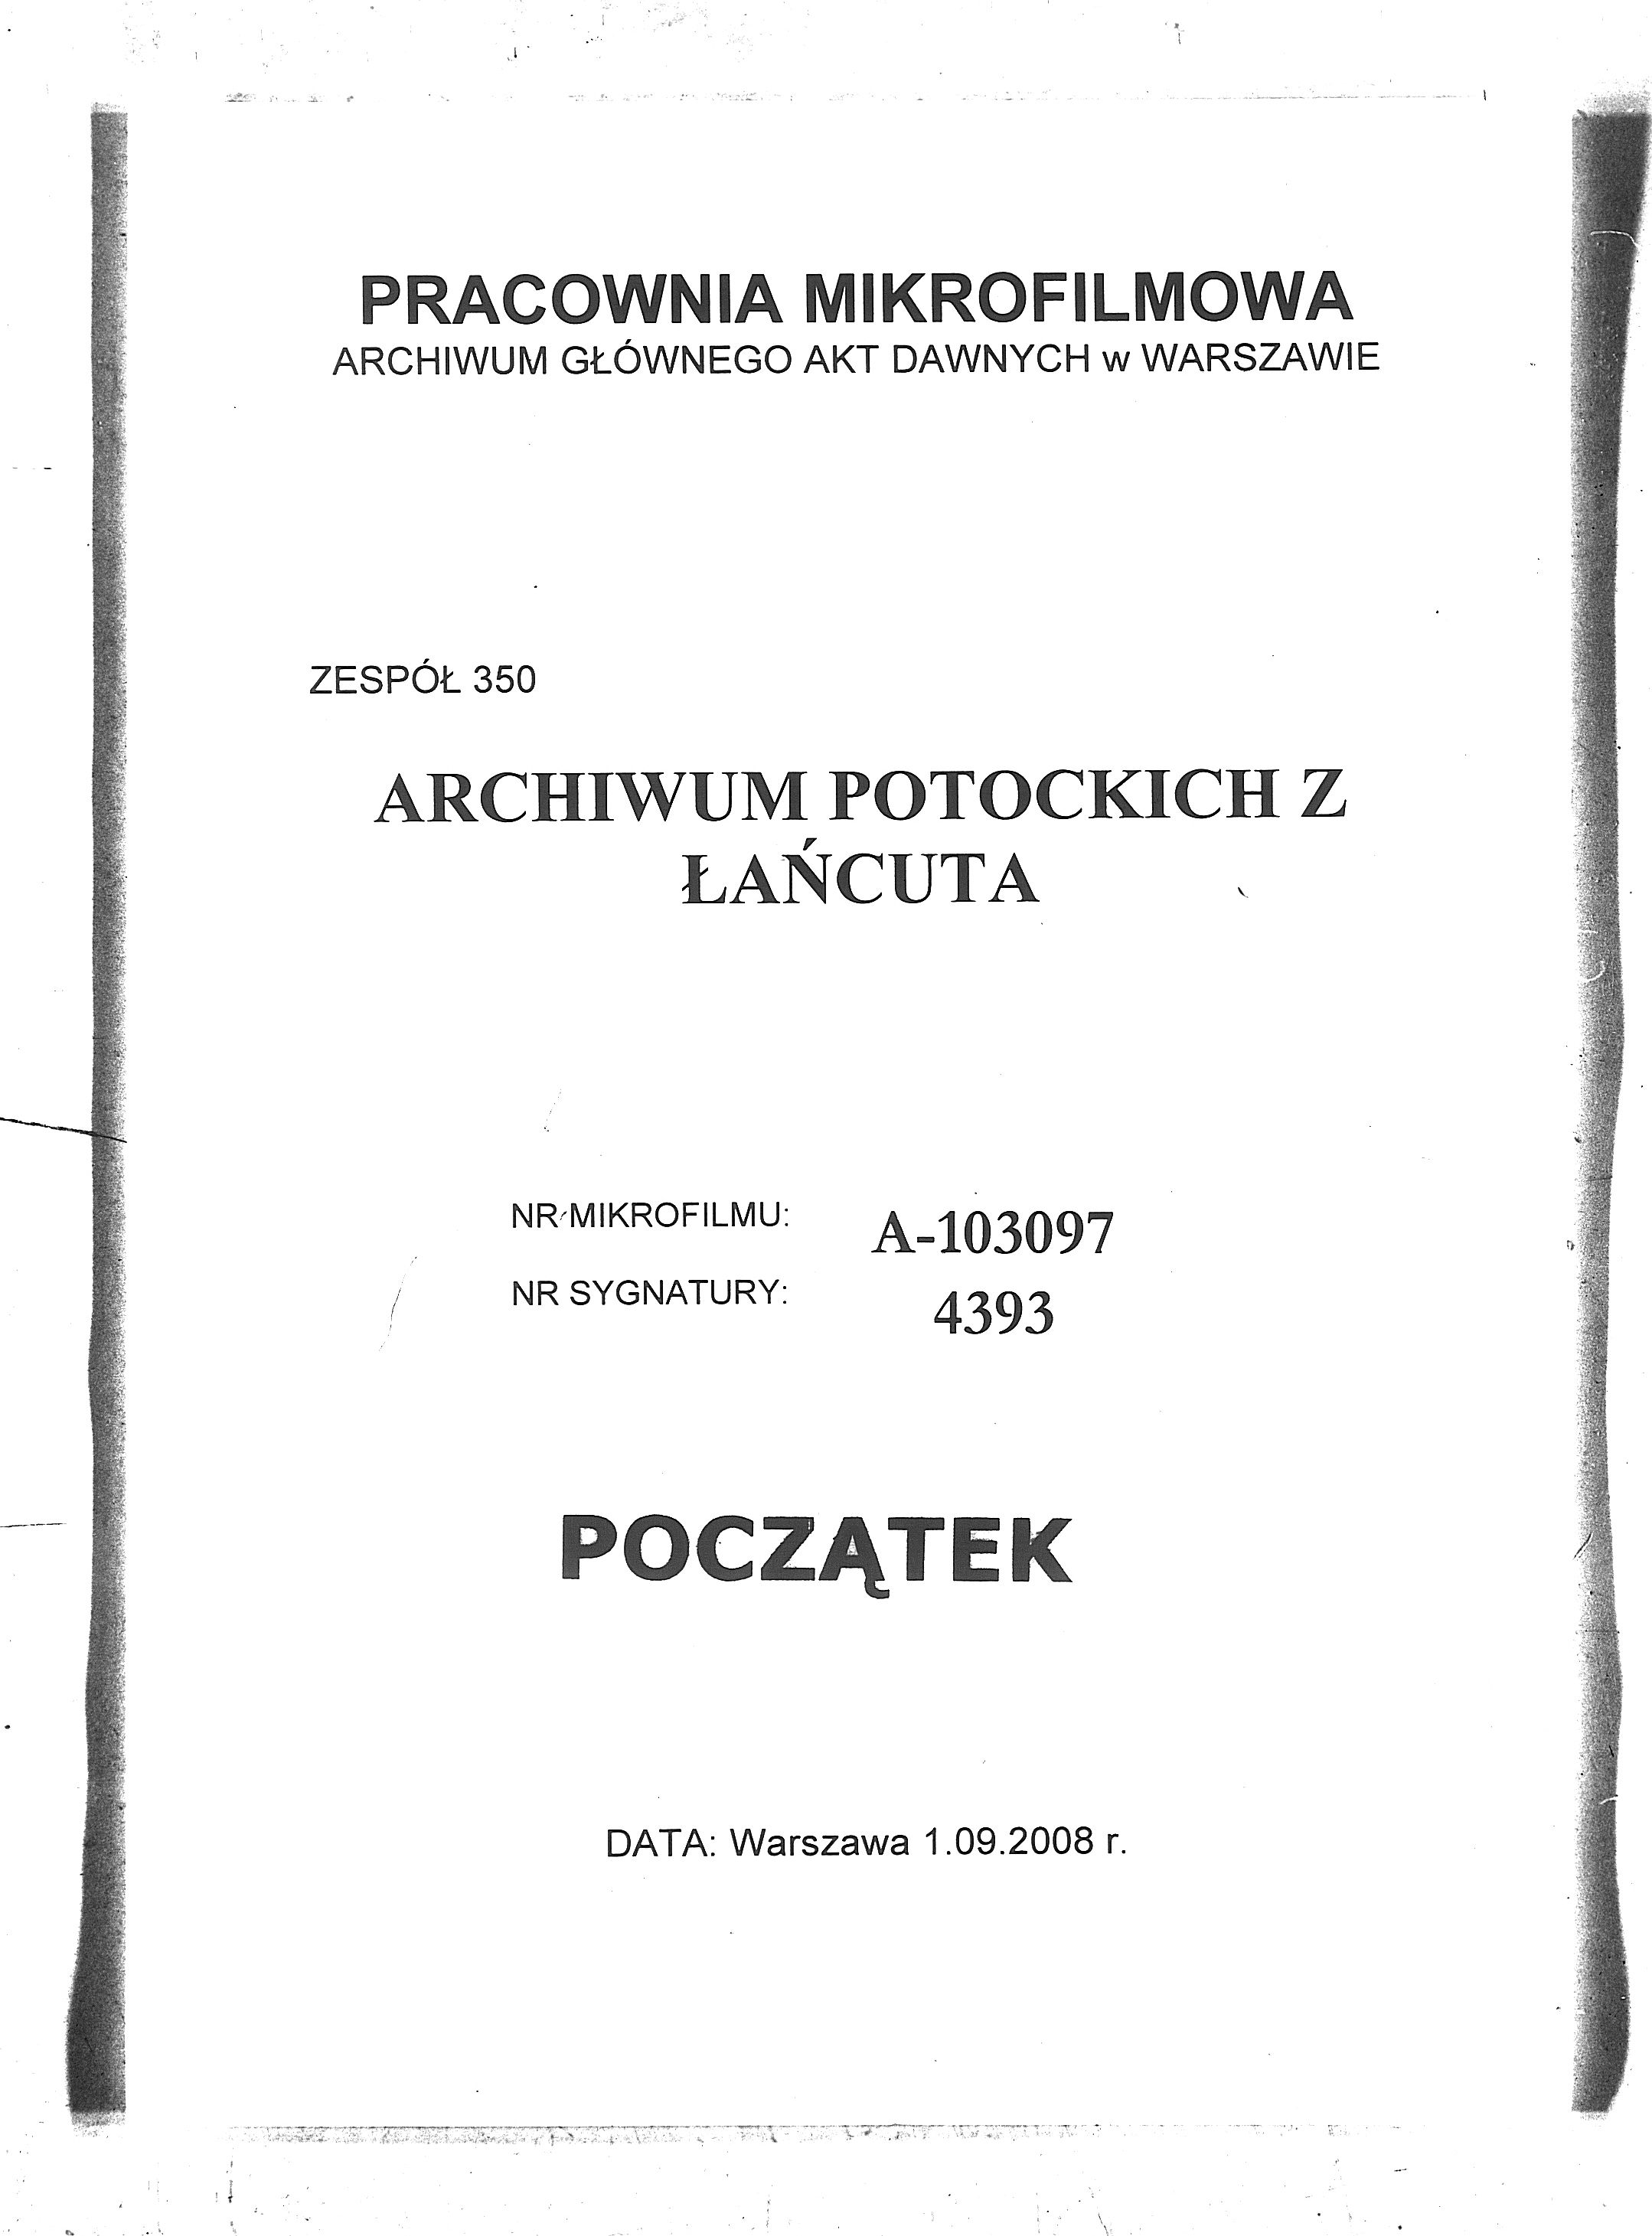 PRACOWNIA MIKROFILMOWA
ARCHIWUM GŁÓWNEGO AKT DAWNYCH w WARSZAWIE
ZESPÓŁ 350
ARCHIWUM POTOCKICH Z
ŁAŃCUTA
NR MIKROFILMU: A-103097
NR SYGNATURY: 4393
POCZĄTEK
DATA: Warszawa 1.09.2008 r.